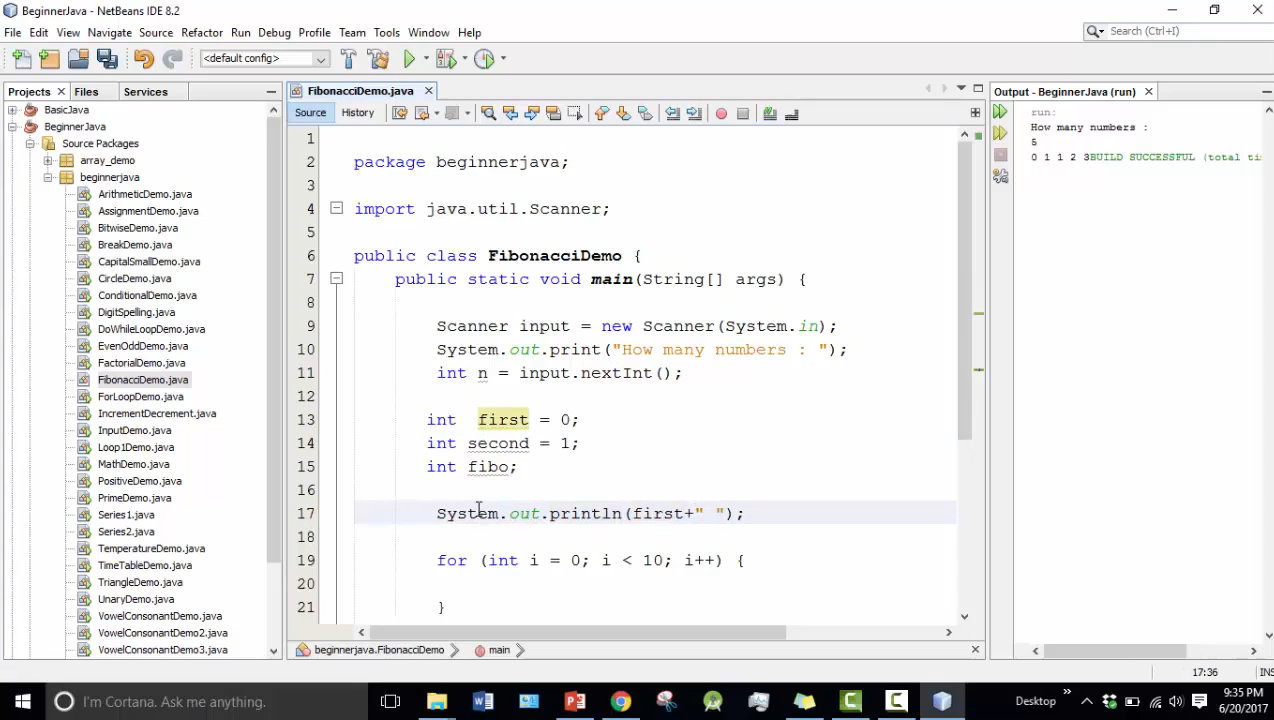 BeginnerJava - NetBeans IDE 8.2
File Edit View Navigate Source Refactor Run Debug Profile Team Tools Window Help
Search (Ctrl+I)
<default config>
Projects Files Services
BasicJava
BeginnerJava
Source Packages
array_demo
beginnerjava
ArithmeticDemo.java
AssignmentDemo.java
BitwiseDemo.java
BreakDemo.java
CapitalSmallDemo.java
CircleDemo.java
ConditionalDemo.java
DigitSpelling.java
DoWhileLoopDemo.java
EvenOddDemo.java
FactorialDemo.java
FibonacciDemo.java
ForLoopDemo.java
IncrementDecrement.java
InputDemo.java
Loop1Demo.java
MathDemo.java
PositiveDemo.java
PrimeDemo.java
Series1.java
Series2.java
TemperatureDemo.java
TimeTableDemo.java
TriangleDemo.java
UnaryDemo.java
VowelConsonantDemo.java
VowelConsonantDemo2.java
VowelConsonantDemo3.java
FibonacciDemo.java
Source History
1
2 package beginnerjava;
3
4 import java.util.Scanner;
5
6 public class FibonacciDemo {
7 public static void main(String[] args) {
8
9 Scanner input = new Scanner(System.in);
10 System.out.print("How many numbers : ");
11 int n = input.nextInt();
12
13 int first = 0;
14 int second = 1;
15 int fibo;
16
17 System.out.println(first+" ");
18
19 for (int i = 0; i < 10; i++) {
20
21 }
beginnerjava.FibonacciDemo main
Output - BeginnerJava (run)
run:
How many numbers :
5
0 1 1 2 3BUILD SUCCESSFUL (total ti
17:36 INS
I'm Cortana. Ask me anything.
Desktop
9:35 PM
6/20/2017